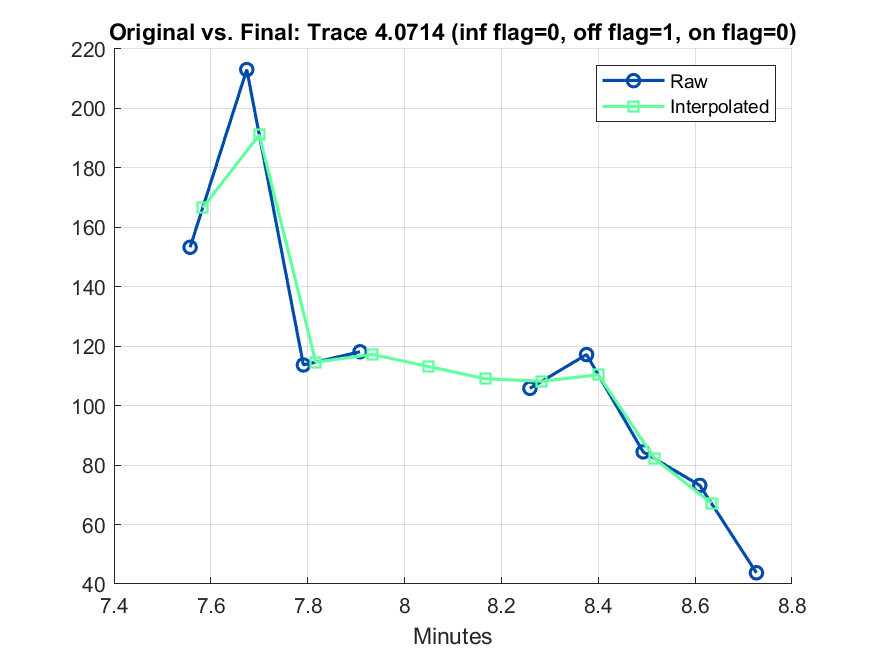 Original vs. Final: Trace 4.0714 (inf flag=0, off flag=1, on flag=0)
220
200
180
160
140
120
100
80
60
40
7.4 7.6 7.8 8 8.2 8.4 8.6 8.8
Minutes
Raw
Interpolated